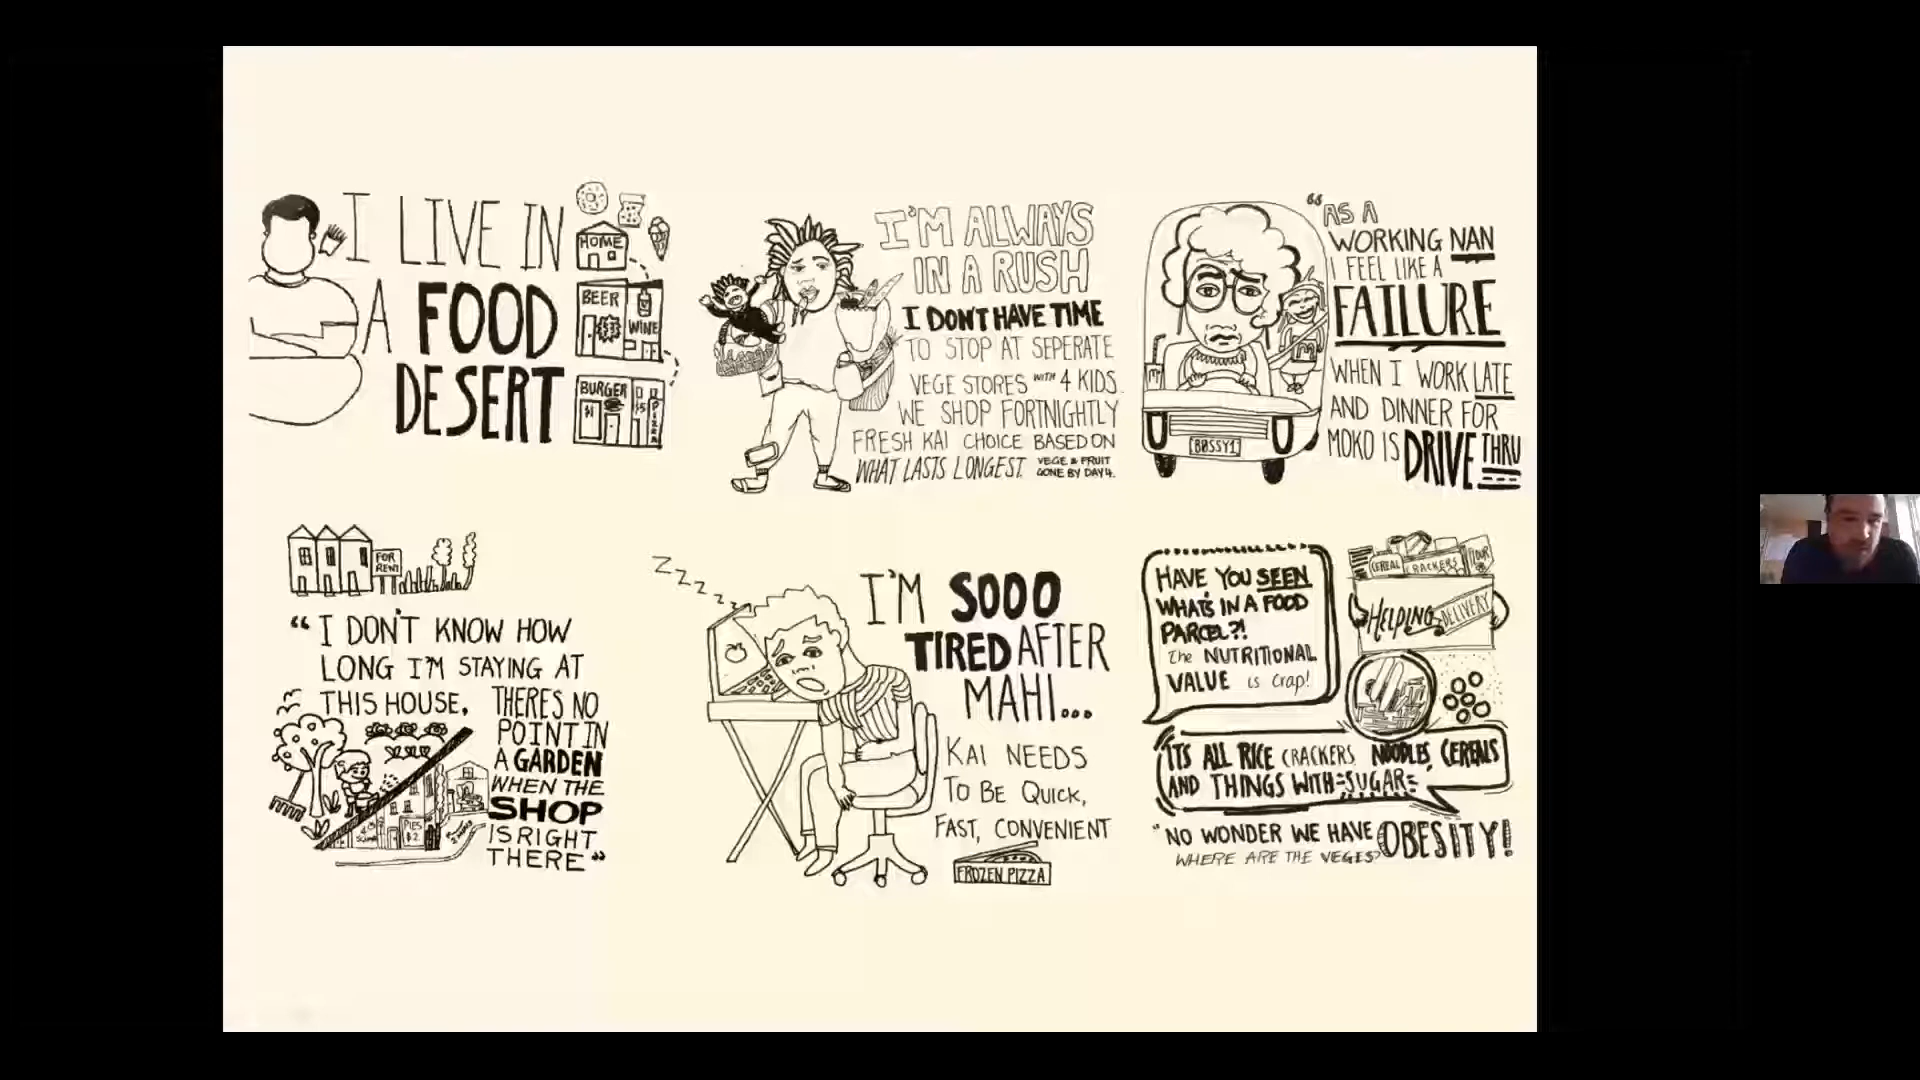 I LIVE IN
A FOOD
DESERT
HOME
BEER
WINE
BURGER
$1
$5
PIZZA
I'M ALWAYS
IN A RUSH
I DON'T HAVE TIME
TO STOP AT SEPERATE
VEGE STORES WITH 4 KIDS.
WE SHOP FORTNIGHTLY
FRESH KAI CHOICE BASED ON
WHAT LASTS LONGEST. VEGE & FRUIT
GONE BY DAY 4.
"AS A
WORKING NAN
I FEEL LIKE A
FAILURE
WHEN I WORK LATE
AND DINNER FOR
MOKO IS DRIVE THRU
BØSSY1
FOR
RENT
"I DON'T KNOW HOW
LONG I'M STAYING AT
THIS HOUSE. THERES NO
POINT IN
A GARDEN
WHEN THE
SHOP
IS RIGHT
THERE"
PIES
$2
ZZZZ
I'M SOOO
TIRED AFTER
MAHI...
KAI NEEDS
TO BE QUICK,
FAST, CONVENIENT
FROZEN PIZZA
HAVE YOU SEEN
WHAT'S IN A FOOD
PARCEL?!
The NUTRITIONAL
VALUE is crap!
CEREAL
CRACKERS
HELPING
DELIVERY
ITS ALL RICE CRACKERS, NOODLES, CEREALS
AND THINGS WITH SUGAR
"NO WONDER WE HAVE OBESITY!
WHERE ARE THE VEGES?